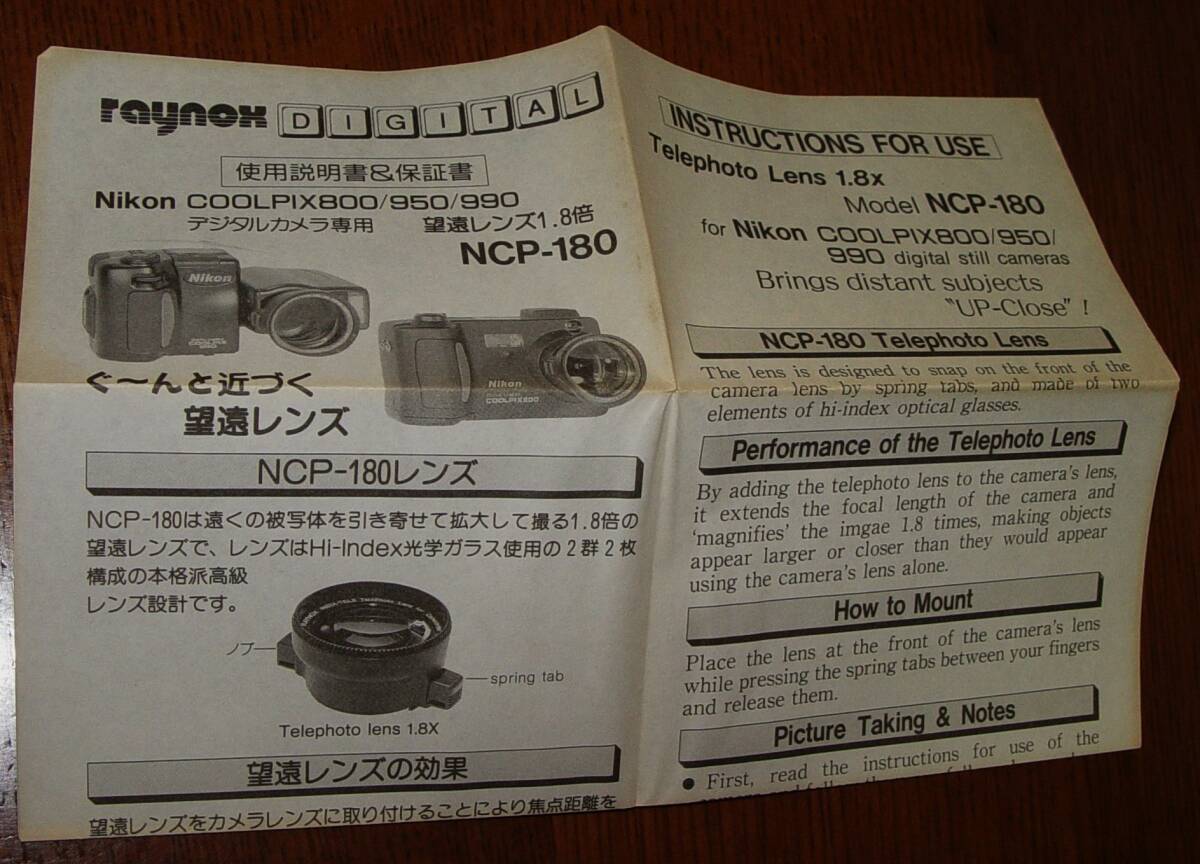 raynox DIGITAL
使用説明書&保証書
Nikon COOLPIX800/950/990
デジタルカメラ専用 望遠レンズ1.8倍
NCP-180
Nikon
Nikon
COOLPIX800
ぐ〜んと近づく
望遠レンズ
NCP-180レンズ
NCP-180は遠くの被写体を引き寄せて拡大して撮る1.8倍の
望遠レンズで、レンズはHi-Index光学ガラス使用の2群2枚
構成の本格派高級
レンズ設計です。
ノブ
spring tab
Telephoto lens 1.8X
望遠レンズの効果
望遠レンズをカメラレンズに取り付けることにより焦点距離を
INSTRUCTIONS FOR USE
Telephoto Lens 1.8x
Model NCP-180
for Nikon COOLPIX800/950/
990 digital still cameras
Brings distant subjects
"UP-Close" !
NCP-180 Telephoto Lens
The lens is designed to snap on the front of the
camera lens by spring tabs, and made of two
elements of hi-index optical glasses.
Performance of the Telephoto Lens
By adding the telephoto lens to the camera's lens,
it extends the focal length of the camera and
'magnifies' the imgae 1.8 times, making objects
appear larger or closer than they would appear
using the camera's lens alone.
How to Mount
Place the lens at the front of the camera's lens
while pressing the spring tabs between your fingers
and release them.
Picture Taking & Notes
● First, read the instructions for use of the